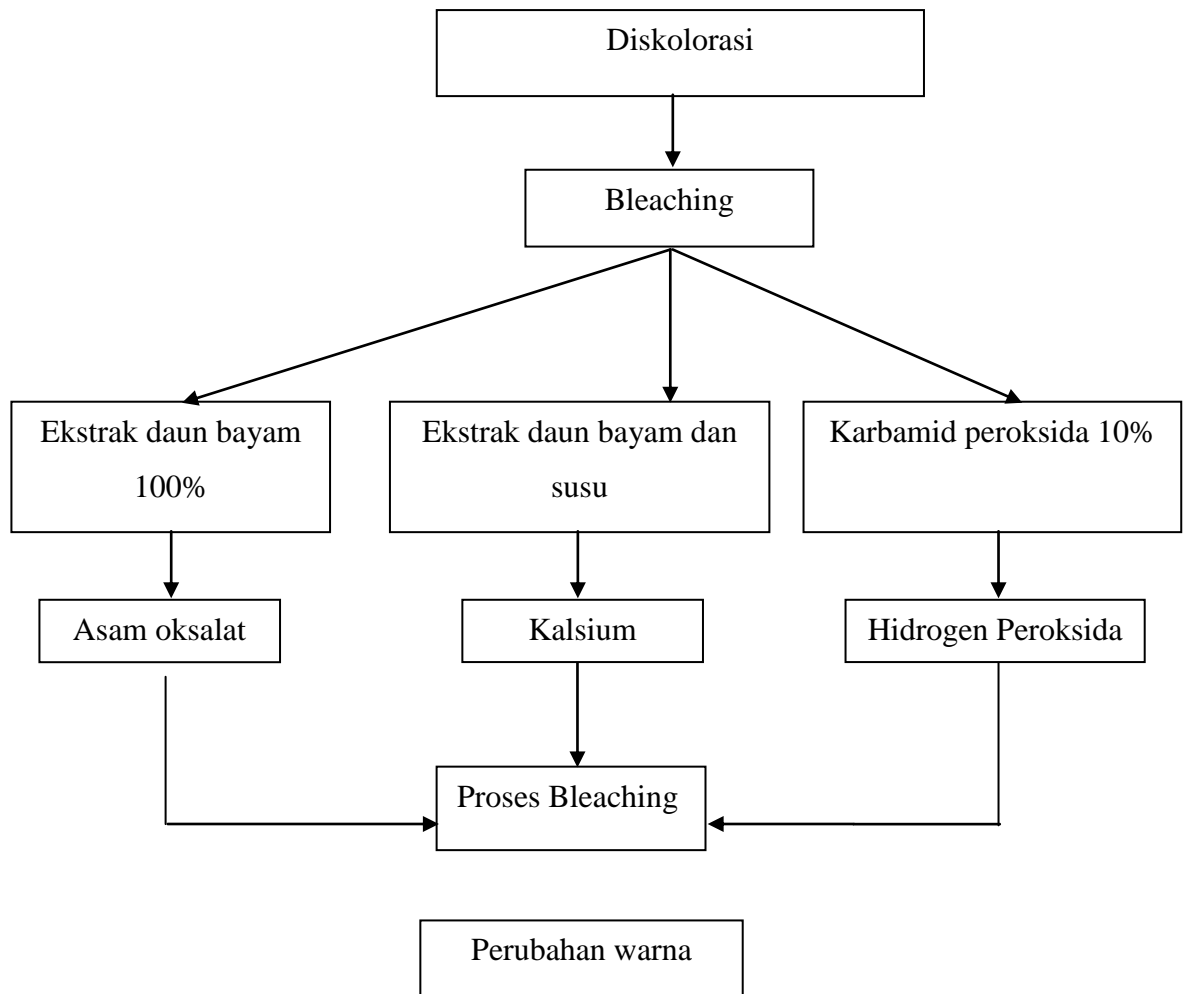 Diskolorasi
Bleaching
Ekstrak daun bayam
100%
Ekstrak daun bayam dan
susu
Karbamid peroksida 10%
Asam oksalat
Kalsium
Hidrogen Peroksida
Proses Bleaching
Perubahan warna